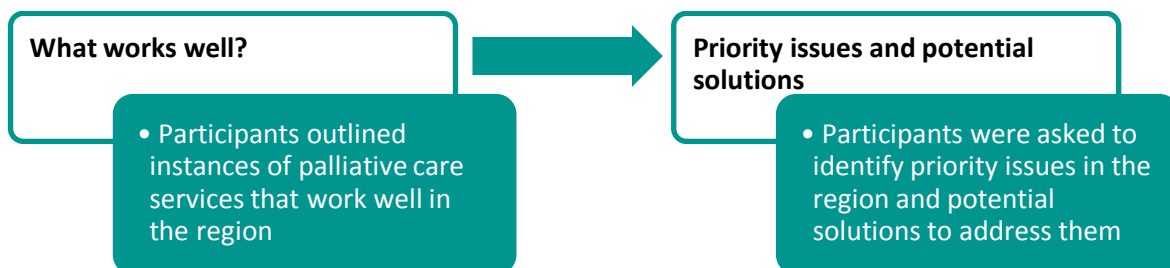 What works well?
• Participants outlined
instances of palliative care
services that work well in
the region
Priority issues and potential
solutions
• Participants were asked to
identify priority issues in the
region and potential
solutions to address them